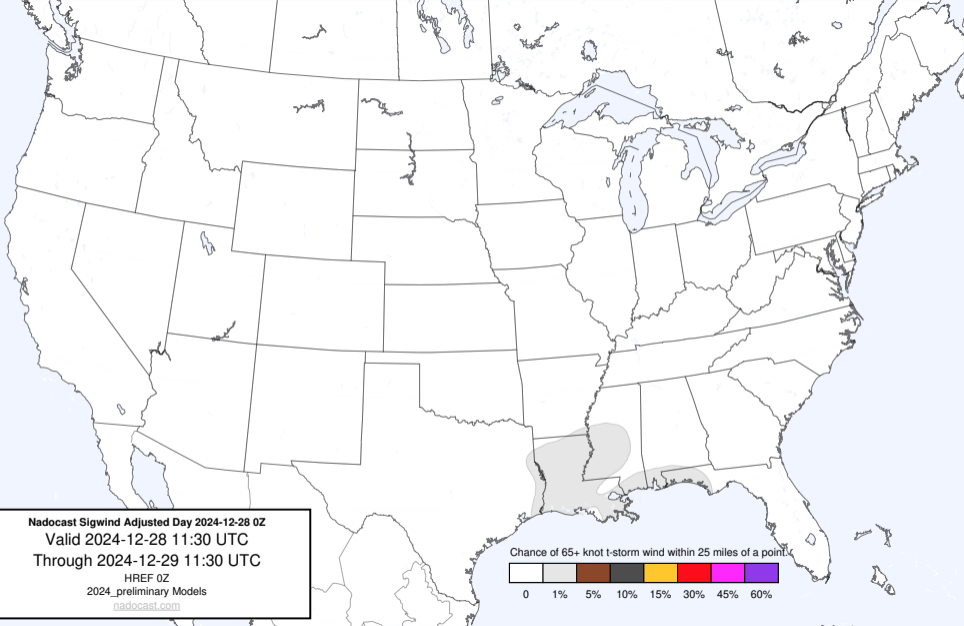 Nadocast Sigwind Adjusted Day 2024-12-28 0Z
Valid 2024-12-28 11:30 UTC
Through 2024-12-29 11:30 UTC
HREF 0Z
2024_preliminary Models
nadocast.com
Chance of 65+ knot t-storm wind within 25 miles of a point.
0 1% 5% 10% 15% 30% 45% 60%